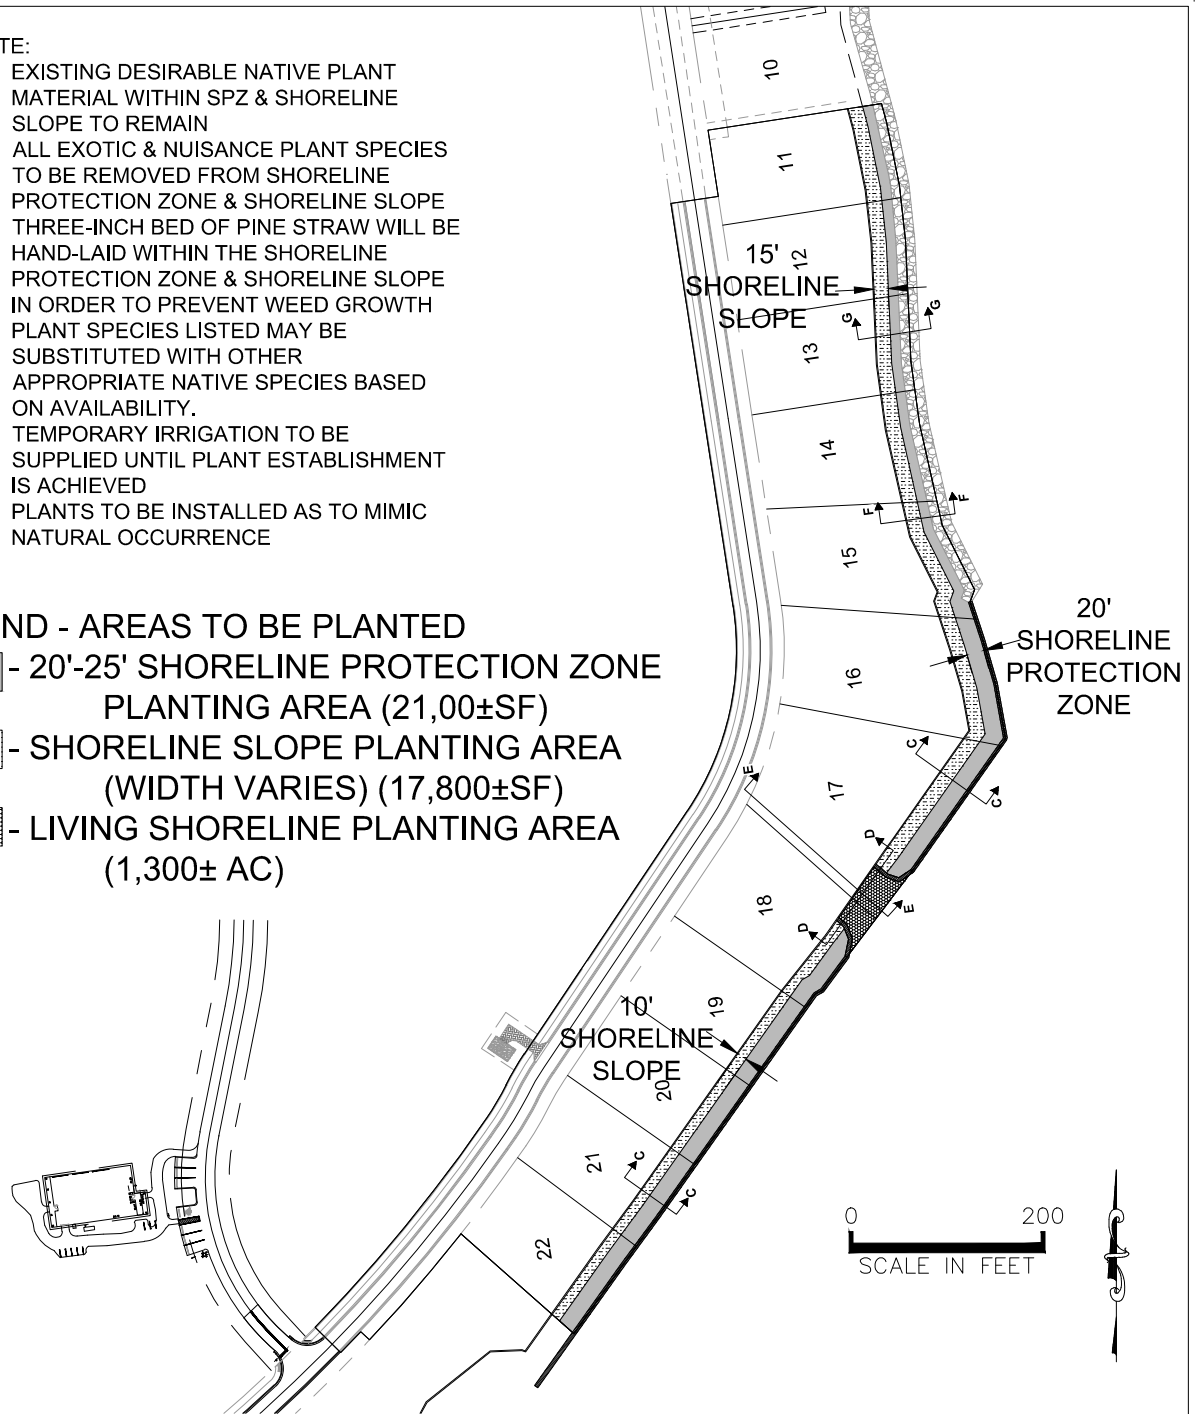 TE:
EXISTING DESIRABLE NATIVE PLANT
MATERIAL WITHIN SPZ & SHORELINE
SLOPE TO REMAIN
ALL EXOTIC & NUISANCE PLANT SPECIES
TO BE REMOVED FROM SHORELINE
PROTECTION ZONE & SHORELINE SLOPE
THREE-INCH BED OF PINE STRAW WILL BE
HAND-LAID WITHIN THE SHORELINE
PROTECTION ZONE & SHORELINE SLOPE
IN ORDER TO PREVENT WEED GROWTH
PLANT SPECIES LISTED MAY BE
SUBSTITUTED WITH OTHER
APPROPRIATE NATIVE SPECIES BASED
ON AVAILABILITY.
TEMPORARY IRRIGATION TO BE
SUPPLIED UNTIL PLANT ESTABLISHMENT
IS ACHIEVED
PLANTS TO BE INSTALLED AS TO MIMIC
NATURAL OCCURRENCE
ND - AREAS TO BE PLANTED
- 20'-25' SHORELINE PROTECTION ZONE
PLANTING AREA (21,00±SF)
- SHORELINE SLOPE PLANTING AREA
(WIDTH VARIES) (17,800±SF)
- LIVING SHORELINE PLANTING AREA
(1,300± AC)
10
11
12
15'
SHORELINE
SLOPE
G
G
13
14
F
F
15
16
20'
SHORELINE
PROTECTION
ZONE
C
C
E
17
D
E
18
D
19
10'
SHORELINE
SLOPE
20
21
C
C
22
0
200
SCALE IN FEET